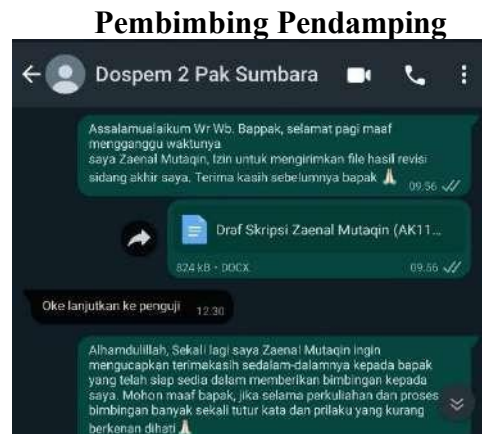 Pembimbing Pendamping
Dospem 2 Pak Sumbara
Assalamualaikum Wr Wb. Bappak, selamat pagi maaf
mengganggu waktunya
saya Zaenal Mutaqin, Izin untuk mengirimkan file hasil revisi
sidang akhir saya. Terima kasih sebelumnya bapak 🙏
09.56
Draf Skripsi Zaenal Mutaqin (AK11...
824 kB • DOCX
09.56
Oke lanjutkan ke penguji
12.30
Alhamdulillah, Sekali lagi saya Zaenal Mutaqin ingin
mengucapkan terimakasih sedalam-dalamnya kepada bapak
yang telah siap sedia dalam memberikan bimbingan kepada
saya. Mohon maaf bapak, jika selama perkuliahan dan proses
bimbingan banyak sekali tutur kata dan prilaku yang kurang
berkenan dihati 🙏